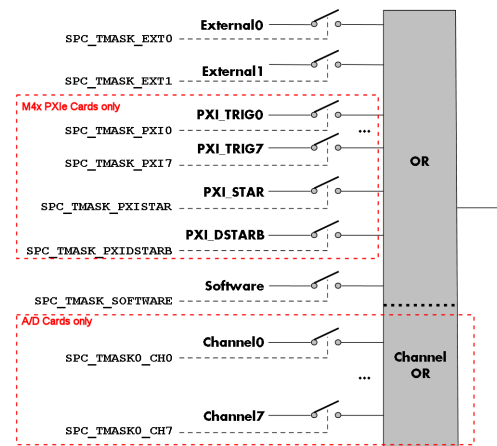 External0
SPC_TMASK_EXT0
External1
SPC_TMASK_EXT1
M4x PXIe Cards only
PXI_TRIG0
SPC_TMASK_PXI0
...
PXI_TRIG7
SPC_TMASK_PXI7
OR
PXI_STAR
SPC_TMASK_PXISTAR
PXI_DSTARB
SPC_TMASK_PXIDSTARB
Software
SPC_TMASK_SOFTWARE
A/D Cards only
Channel0
SPC_TMASK0_CH0
Channel
OR
...
Channel7
SPC_TMASK0_CH7